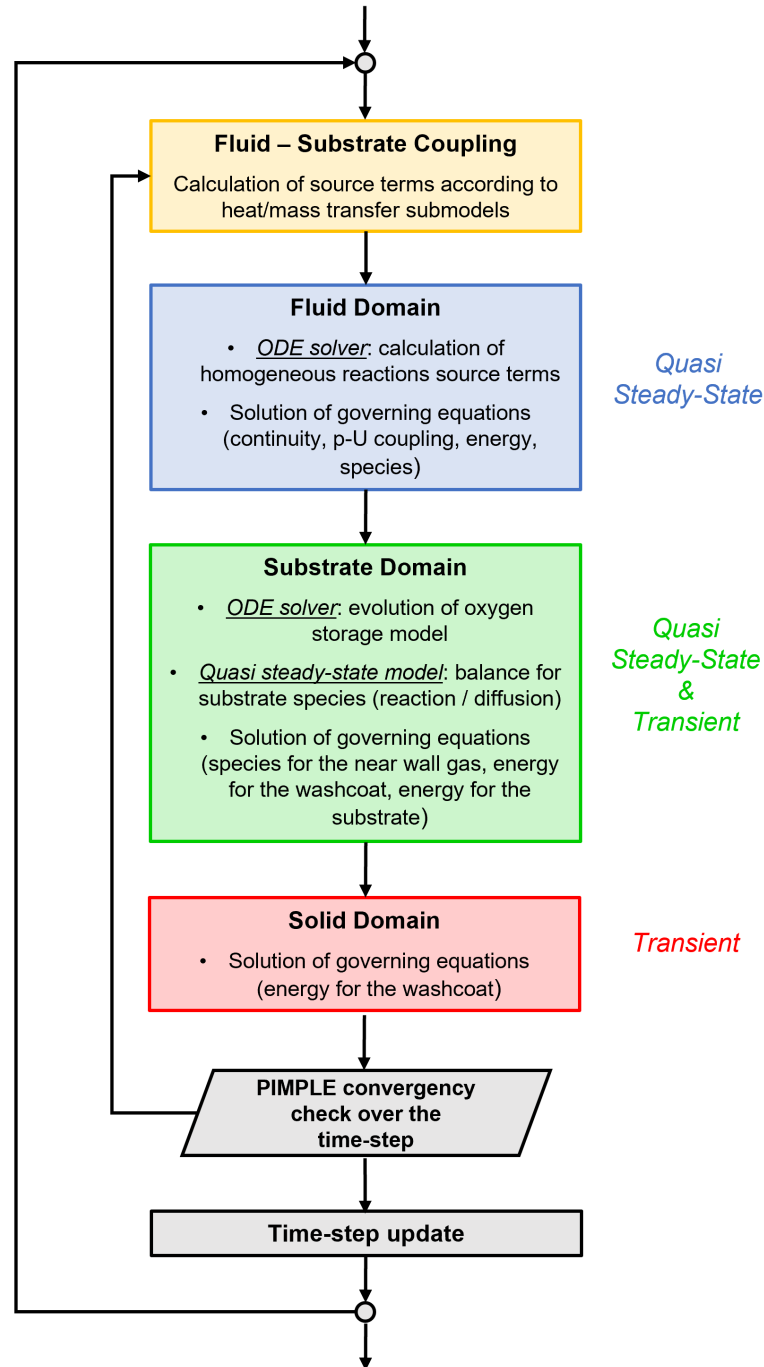 Fluid – Substrate Coupling
Calculation of source terms according to
heat/mass transfer submodels
Fluid Domain
• ODE solver: calculation of
homogeneous reactions source terms
• Solution of governing equations
(continuity, p-U coupling, energy,
species)
Quasi
Steady-State
Substrate Domain
• ODE solver: evolution of oxygen
storage model
• Quasi steady-state model: balance for
substrate species (reaction / diffusion)
• Solution of governing equations
(species for the near wall gas, energy
for the washcoat, energy for the
substrate)
Quasi
Steady-State
&
Transient
Solid Domain
• Solution of governing equations
(energy for the washcoat)
Transient
PIMPLE convergency
check over the
time-step
Time-step update